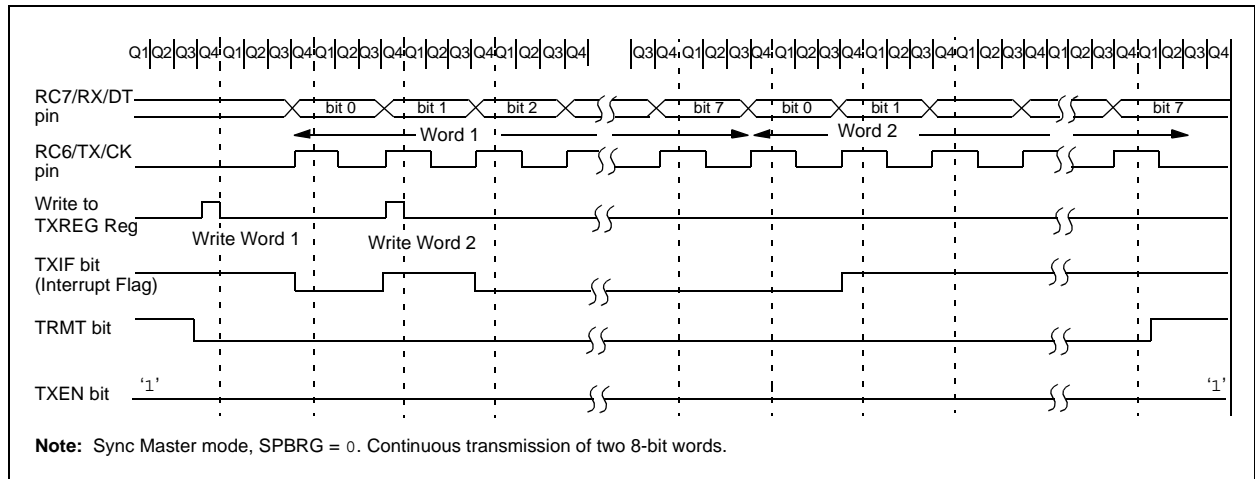 Q1 Q2 Q3 Q4 Q1 Q2 Q3 Q4 Q1 Q2 Q3 Q4 Q1 Q2 Q3 Q4 Q1 Q2 Q3 Q4 Q3 Q4 Q1 Q2 Q3 Q4 Q1 Q2 Q3 Q4 Q1 Q2 Q3 Q4 Q1 Q2 Q3 Q4 Q1 Q2 Q3 Q4 Q1 Q2 Q3 Q4
RC7/RX/DT
pin
bit 0 bit 1 bit 2 bit 7 bit 0 bit 1 bit 7
Word 1 Word 2
RC6/TX/CK
pin
Write to
TXREG Reg
Write Word 1 Write Word 2
TXIF bit
(Interrupt Flag)
TRMT bit
TXEN bit
‘1’ ‘1’
Note: Sync Master mode, SPBRG = 0. Continuous transmission of two 8-bit words.